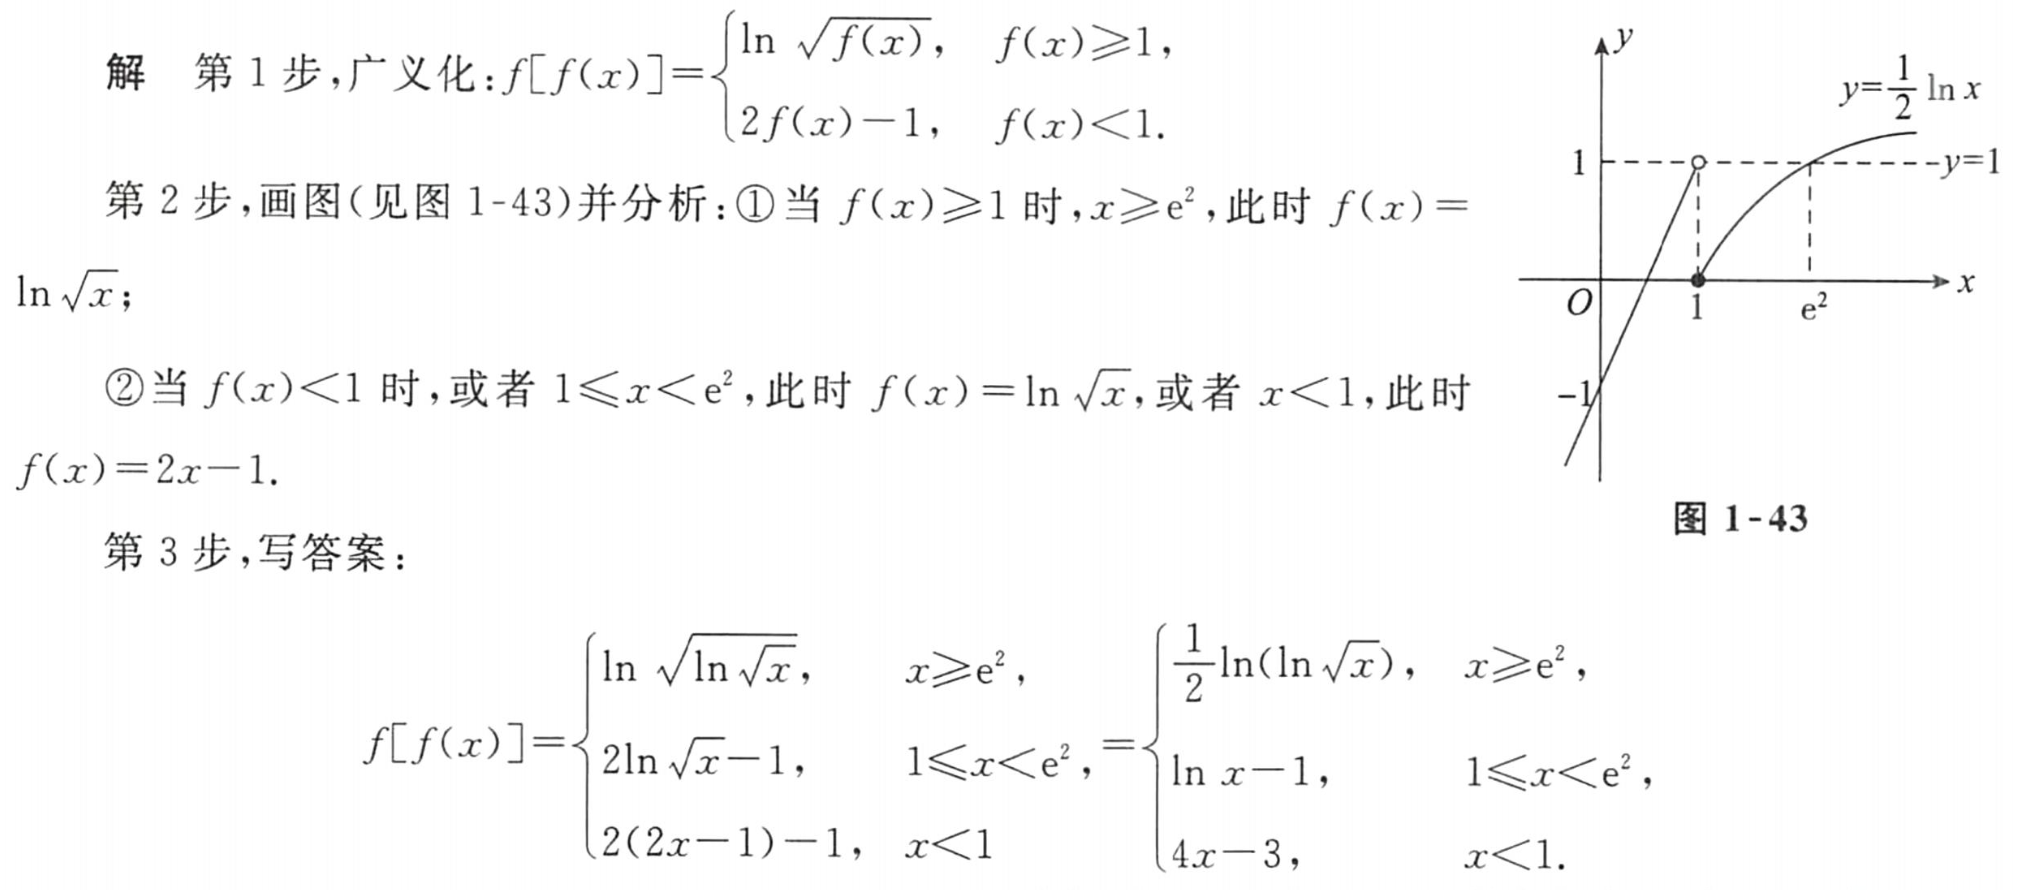 解 第 1 步,广义化:f[f(x)]={ln √f(x), f(x)⩾1,
2f(x)−1, f(x)<1.
第 2 步,画图(见图 1-43)并分析:①当 f(x)⩾1 时,x⩾e²,此时 f(x)=
ln√x;
②当 f(x)<1 时,或者 1⩽x<e²,此时 f(x)=ln √x,或者 x<1,此时
f(x)=2x−1.
第 3 步,写答案:
f[f(x)]={ln √(ln √x), x⩾e²,
2ln √x−1, 1⩽x<e²,
2(2x−1)−1, x<1
={1/2 ln(ln √x), x⩾e²,
ln x−1, 1⩽x<e²,
4x−3, x<1.
y
y=1/2 ln x
1
y=1
O
1
e²
x
−1
图 1-43